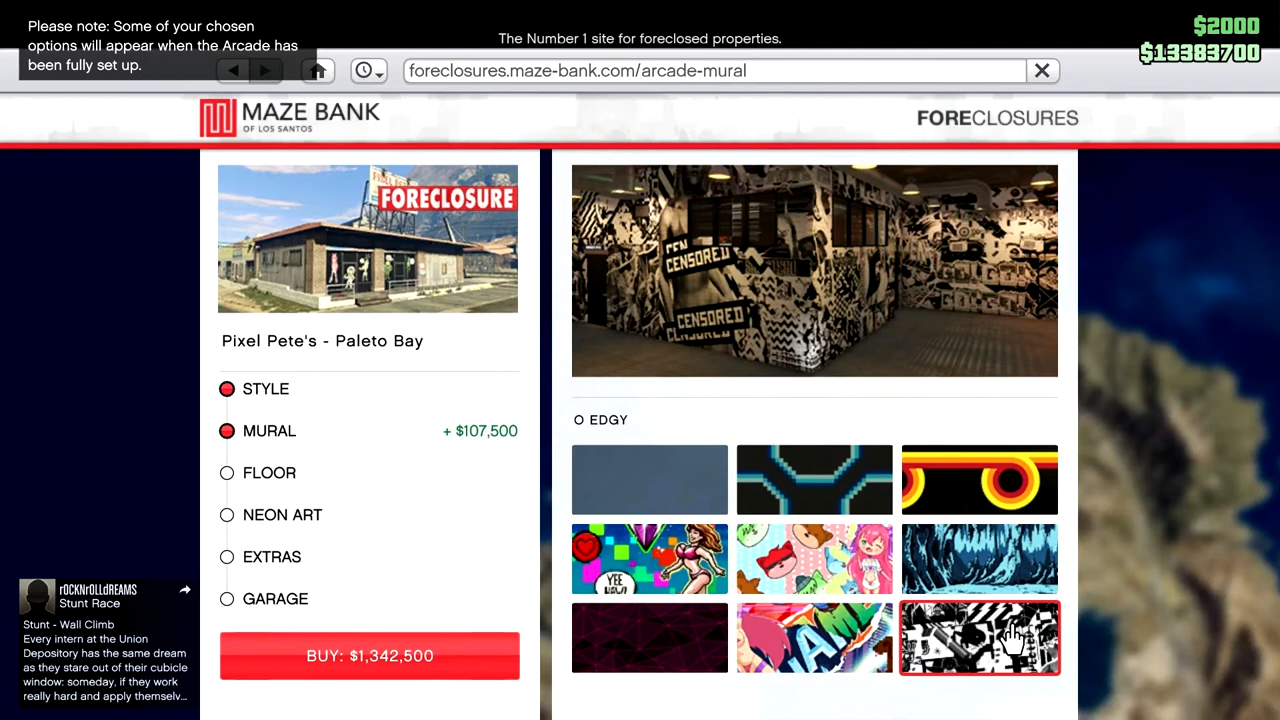 Please note: Some of your chosen
options will appear when the Arcade has
been fully set up.
The Number 1 site for foreclosed properties.
$2000
$13383700
foreclosures.maze-bank.com/arcade-mural
MAZE BANK
OF LOS SANTOS
FORECLOSURES
FORECLOSURE
Pixel Pete's - Paleto Bay
STYLE
MURAL + $107,500
FLOOR
NEON ART
EXTRAS
GARAGE
BUY: $1,342,500
CENSORED
CENSORED
O EDGY
YEE
rOCKNrOLLdREAMS
Stunt Race
Stunt - Wall Climb
Every intern at the Union
Depository has the same dream
as they stare out of their cubicle
window: someday, if they work
really hard and apply themselv...